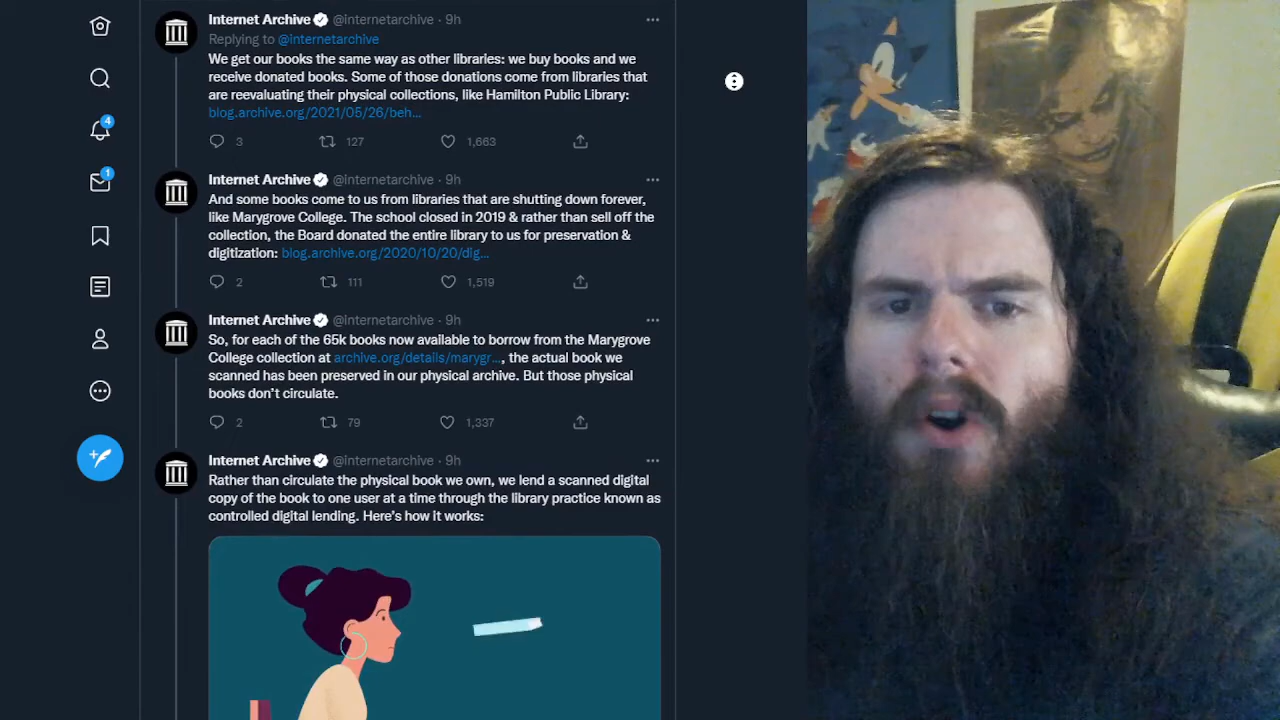 Internet Archive @internetarchive · 9h
Replying to @internetarchive
We get our books the same way as other libraries: we buy books and we
receive donated books. Some of those donations come from libraries that
are reevaluating their physical collections, like Hamilton Public Library:
blog.archive.org/2021/05/26/beh...
3 127 1,663
4
1
Internet Archive @internetarchive · 9h
And some books come to us from libraries that are shutting down forever,
like Marygrove College. The school closed in 2019 & rather than sell off the
collection, the Board donated the entire library to us for preservation &
digitization: blog.archive.org/2020/10/20/dig...
2 111 1,519
Internet Archive @internetarchive · 9h
So, for each of the 65k books now available to borrow from the Marygrove
College collection at archive.org/details/marygr..., the actual book we
scanned has been preserved in our physical archive. But those physical
books don't circulate.
2 79 1,337
Internet Archive @internetarchive · 9h
Rather than circulate the physical book we own, we lend a scanned digital
copy of the book to one user at a time through the library practice known as
controlled digital lending. Here's how it works: